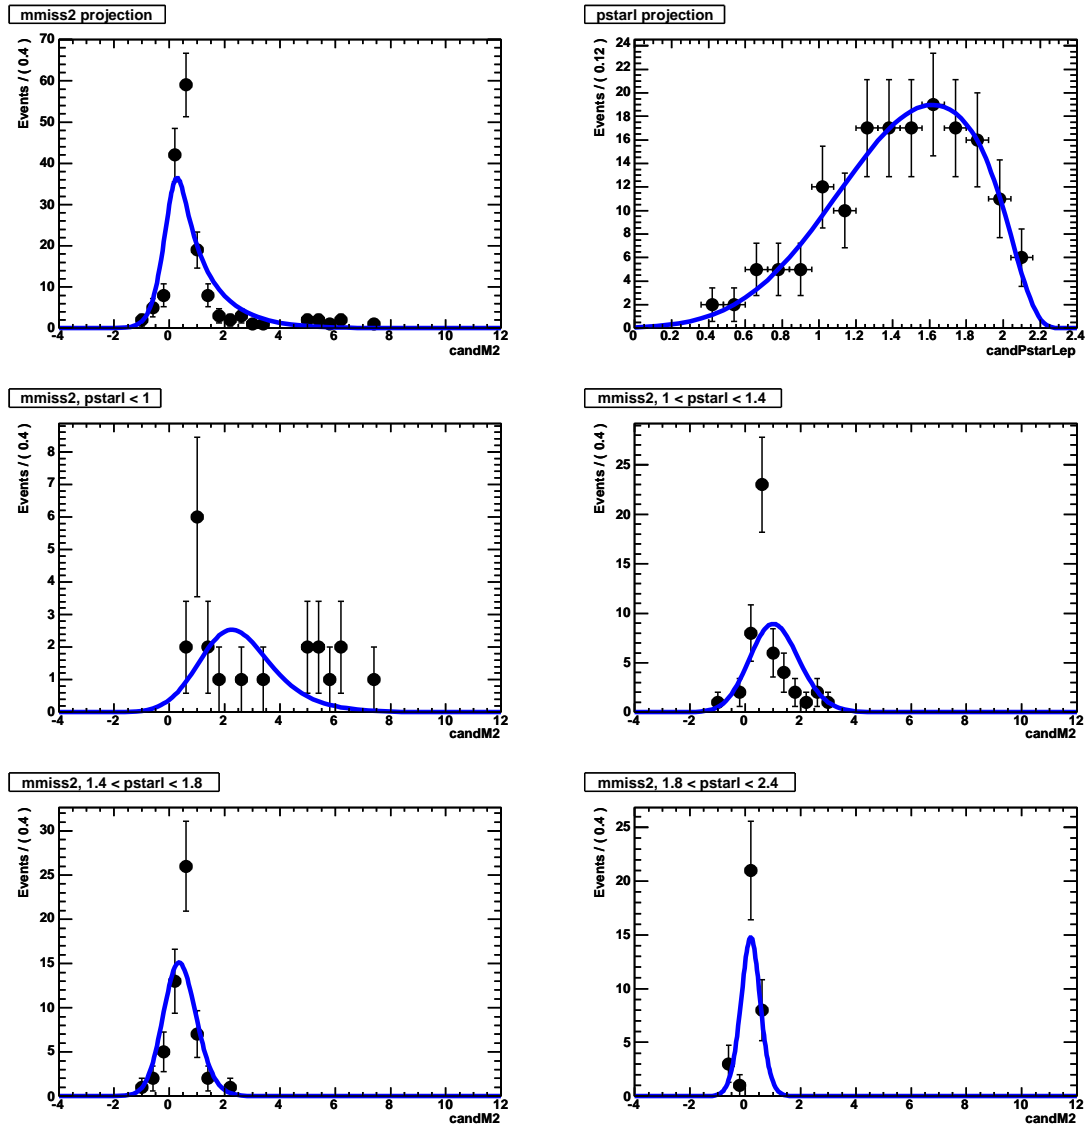 mmiss2 projection
Events / ( 0.4 )
70
60
50
40
30
20
10
0
-4 -2 0 2 4 6 8 10 12
candM2
pstarl projection
Events / ( 0.12 )
24
22
20
18
16
14
12
10
8
6
4
2
0
0 0.2 0.4 0.6 0.8 1 1.2 1.4 1.6 1.8 2 2.2 2.4
candPstarLep
mmiss2, pstarl < 1
Events / ( 0.4 )
8
7
6
5
4
3
2
1
0
-4 -2 0 2 4 6 8 10 12
candM2
mmiss2, 1 < pstarl < 1.4
Events / ( 0.4 )
25
20
15
10
5
0
-4 -2 0 2 4 6 8 10 12
candM2
mmiss2, 1.4 < pstarl < 1.8
Events / ( 0.4 )
30
25
20
15
10
5
0
-4 -2 0 2 4 6 8 10 12
candM2
mmiss2, 1.8 < pstarl < 2.4
Events / ( 0.4 )
25
20
15
10
5
0
-4 -2 0 2 4 6 8 10 12
candM2